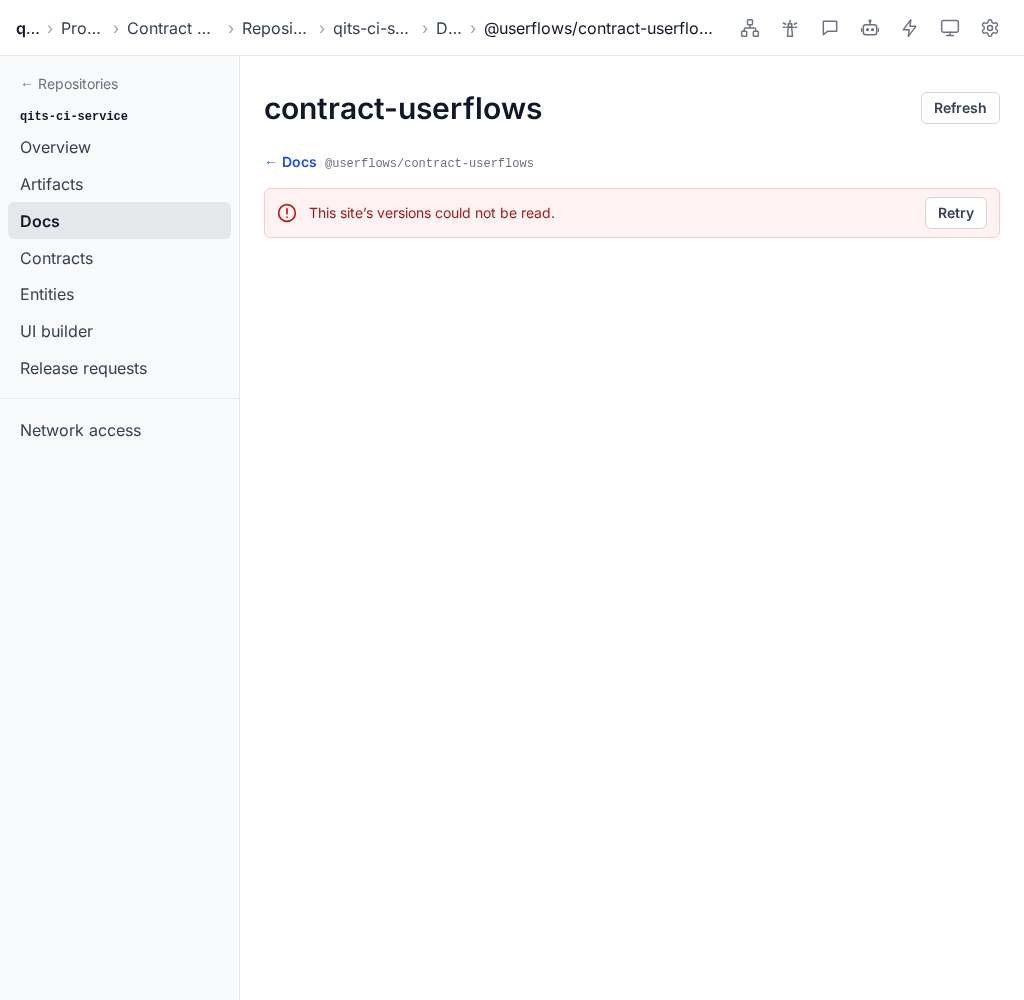 q... › Pro... › Contract ... › Reposi... › qits-ci-s... › D... › @userflows/contract-userflo...
← Repositories
qits-ci-service
Overview
Artifacts
Docs
Contracts
Entities
UI builder
Release requests
Network access
contract-userflows
Refresh
← Docs @userflows/contract-userflows
This site’s versions could not be read.
Retry